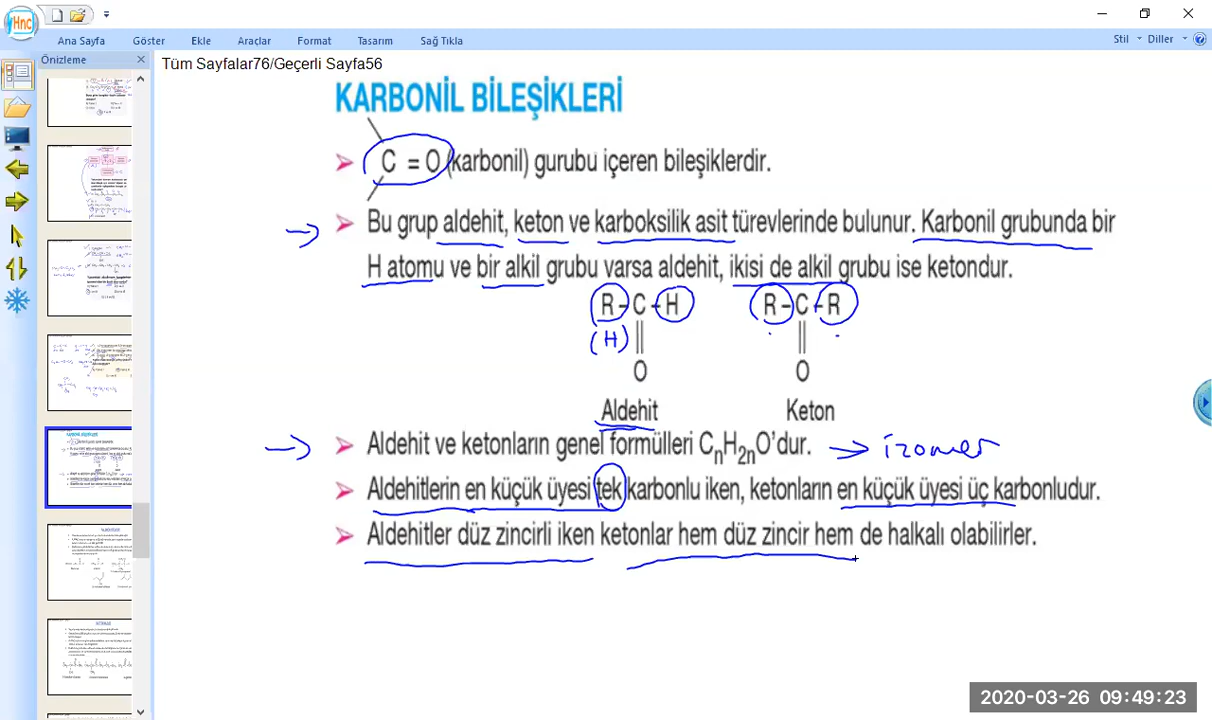 Hnc
Ana Sayfa Göster Ekle Araçlar Format Tasarım Sağ Tıkla Stil Diller
Önizleme
Tüm Sayfalar76/Geçerli Sayfa56
KARBONİL BİLEŞİKLERİ
C = O (karbonil) gurubu içeren bileşiklerdir.
Bu grup aldehit, keton ve karboksilik asit türevlerinde bulunur. Karbonil grubunda bir
H atomu ve bir alkil grubu varsa aldehit, ikisi de alkil grubu ise ketondur.
R – C – H R – C – R
(H)
O O
Aldehit Keton
Aldehit ve ketonların genel formülleri CnH2nO'dur. → izomer
Aldehitlerin en küçük üyesi tek karbonlu iken, ketonların en küçük üyesi üç karbonludur.
Aldehitler düz zincirli iken ketonlar hem düz zincir hem de halkalı olabilirler.
2020-03-26 09:49:23